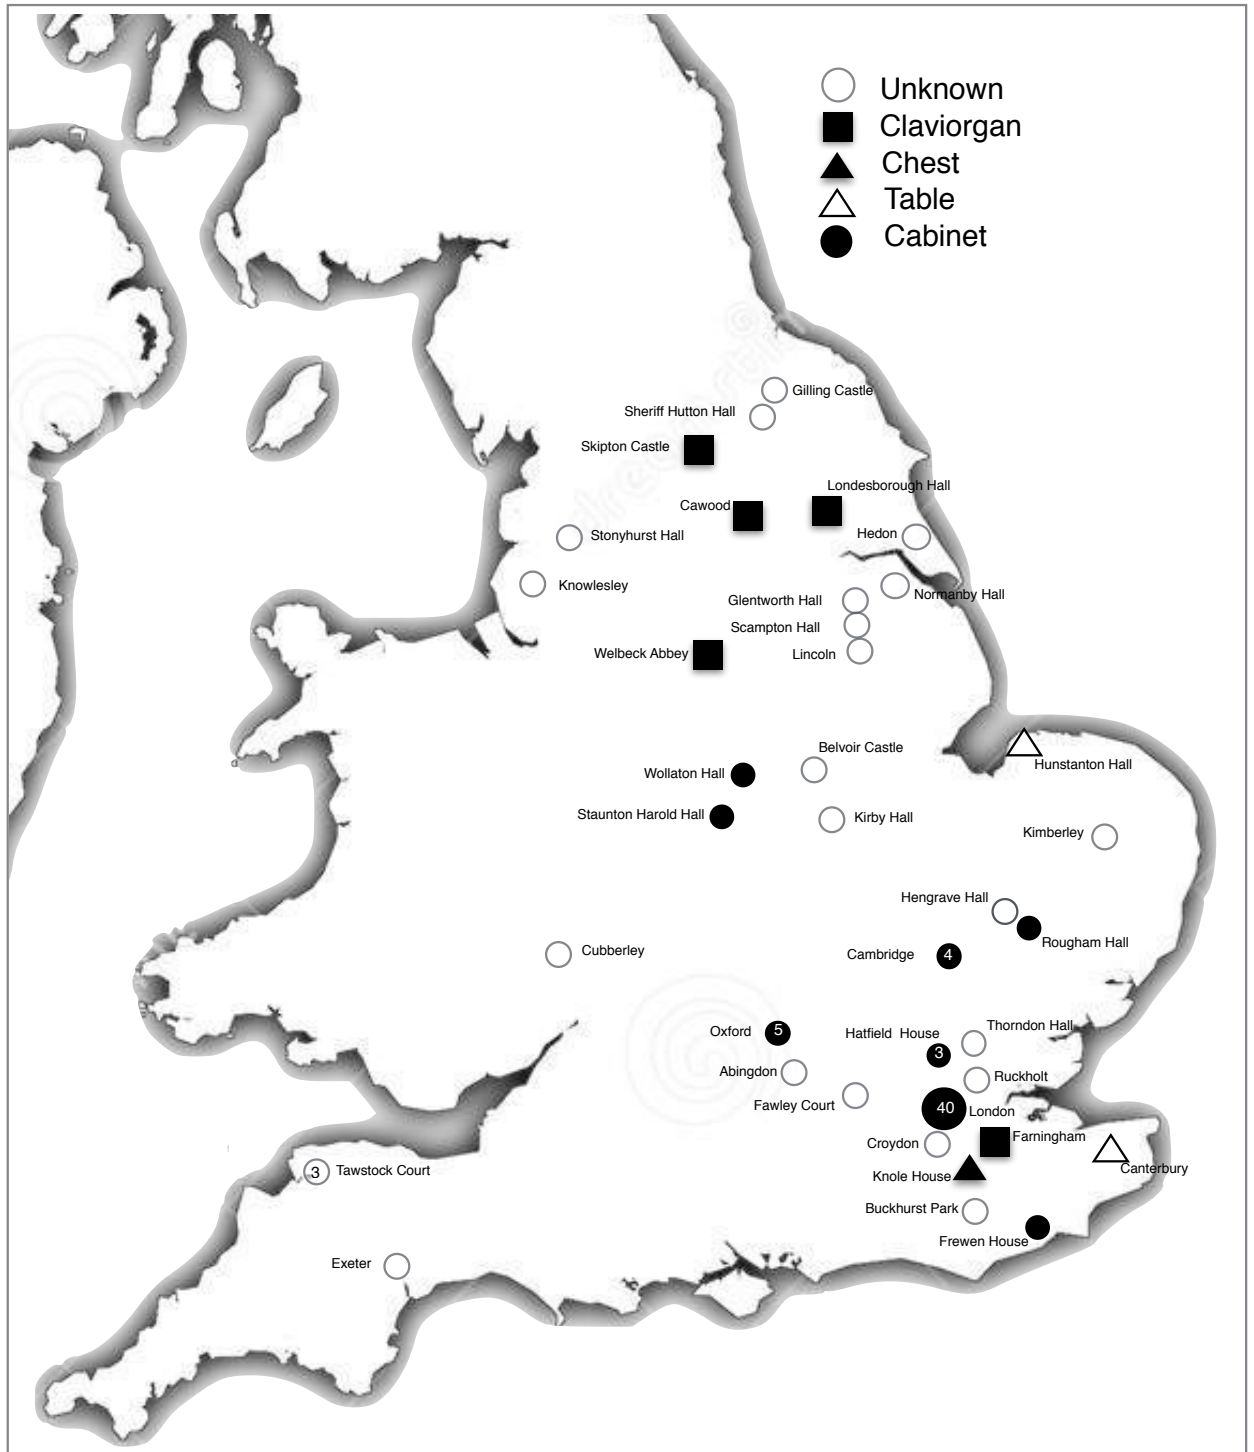 Unknown
Claviorgan
Chest
Table
Cabinet
Gilling Castle
Sheriff Hutton Hall
Skipton Castle
Londesborough Hall
Cawood
Stonyhurst Hall
Hedon
Knowlesley
Normanby Hall
Glentworth Hall
Scampton Hall
Welbeck Abbey
Lincoln
Belvoir Castle
Wollaton Hall
Hunstanton Hall
Staunton Harold Hall
Kirby Hall
Kimberley
Hengrave Hall
Rougham Hall
Cubberley
Cambridge 4
Oxford 5
Hatfield House
3
Thorndon Hall
Abingdon
Ruckholt
Fawley Court
40 London
Croydon
Farningham
Knole House
Canterbury
3 Tawstock Court
Buckhurst Park
Frewen House
Exeter